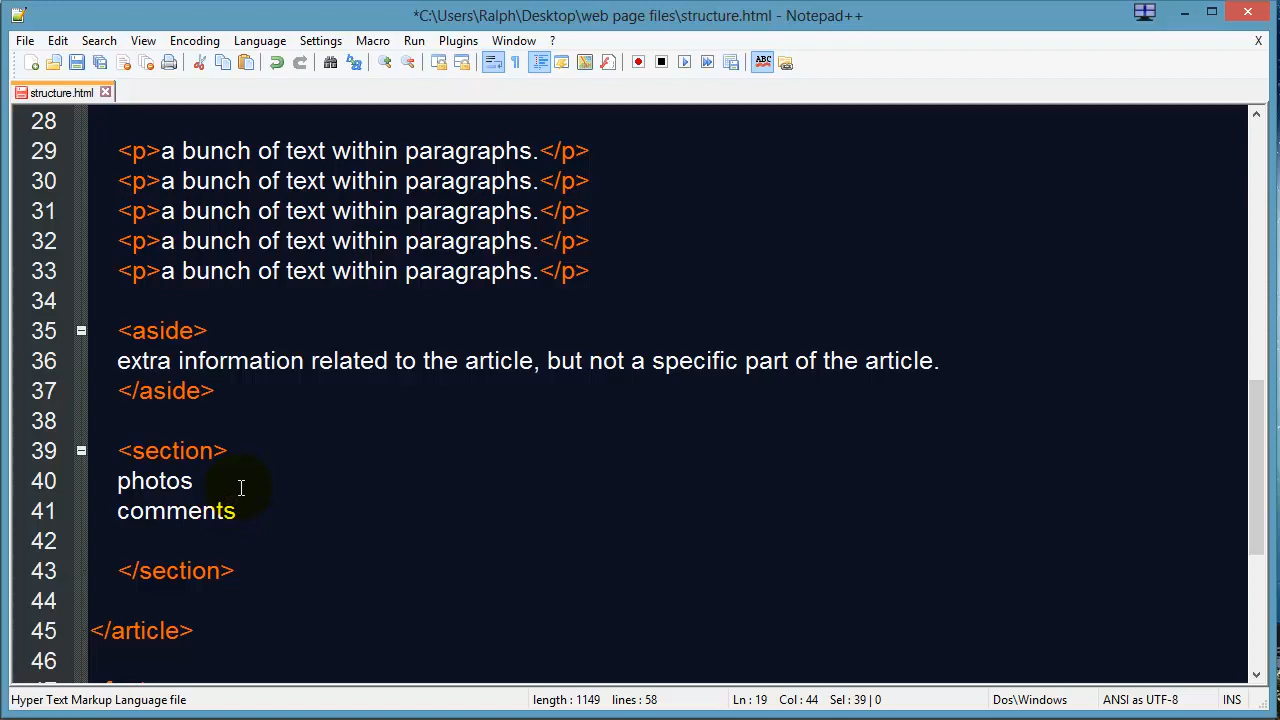 *C:\Users\Ralph\Desktop\web page files\structure.html - Notepad++
File Edit Search View Encoding Language Settings Macro Run Plugins Window ? X
ABC
structure.html
28
29 <p>a bunch of text within paragraphs.</p>
30 <p>a bunch of text within paragraphs.</p>
31 <p>a bunch of text within paragraphs.</p>
32 <p>a bunch of text within paragraphs.</p>
33 <p>a bunch of text within paragraphs.</p>
34
35 <aside>
36 extra information related to the article, but not a specific part of the article.
37 </aside>
38
39 <section>
40 photos
41 comments
42
43 </section>
44
45 </article>
46
Hyper Text Markup Language file length : 1149 lines : 58 Ln : 19 Col : 44 Sel : 39 | 0 Dos\Windows ANSI as UTF-8 INS